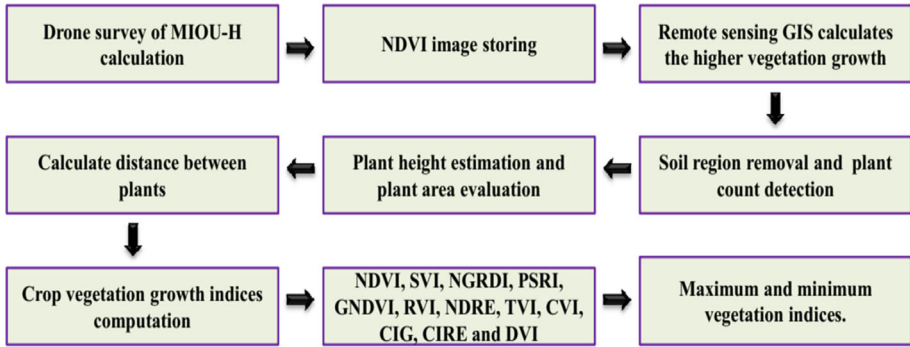 Drone survey of MIOU-H
calculation
NDVI image storing
Remote sensing GIS calculates
the higher vegetation growth
Soil region removal and plant
count detection
Plant height estimation and
plant area evaluation
Calculate distance between
plants
Crop vegetation growth indices
computation
NDVI, SVI, NGRDI, PSRI,
GNDVI, RVI, NDRE, TVI, CVI,
CIG, CIRE and DVI
Maximum and minimum
vegetation indices.